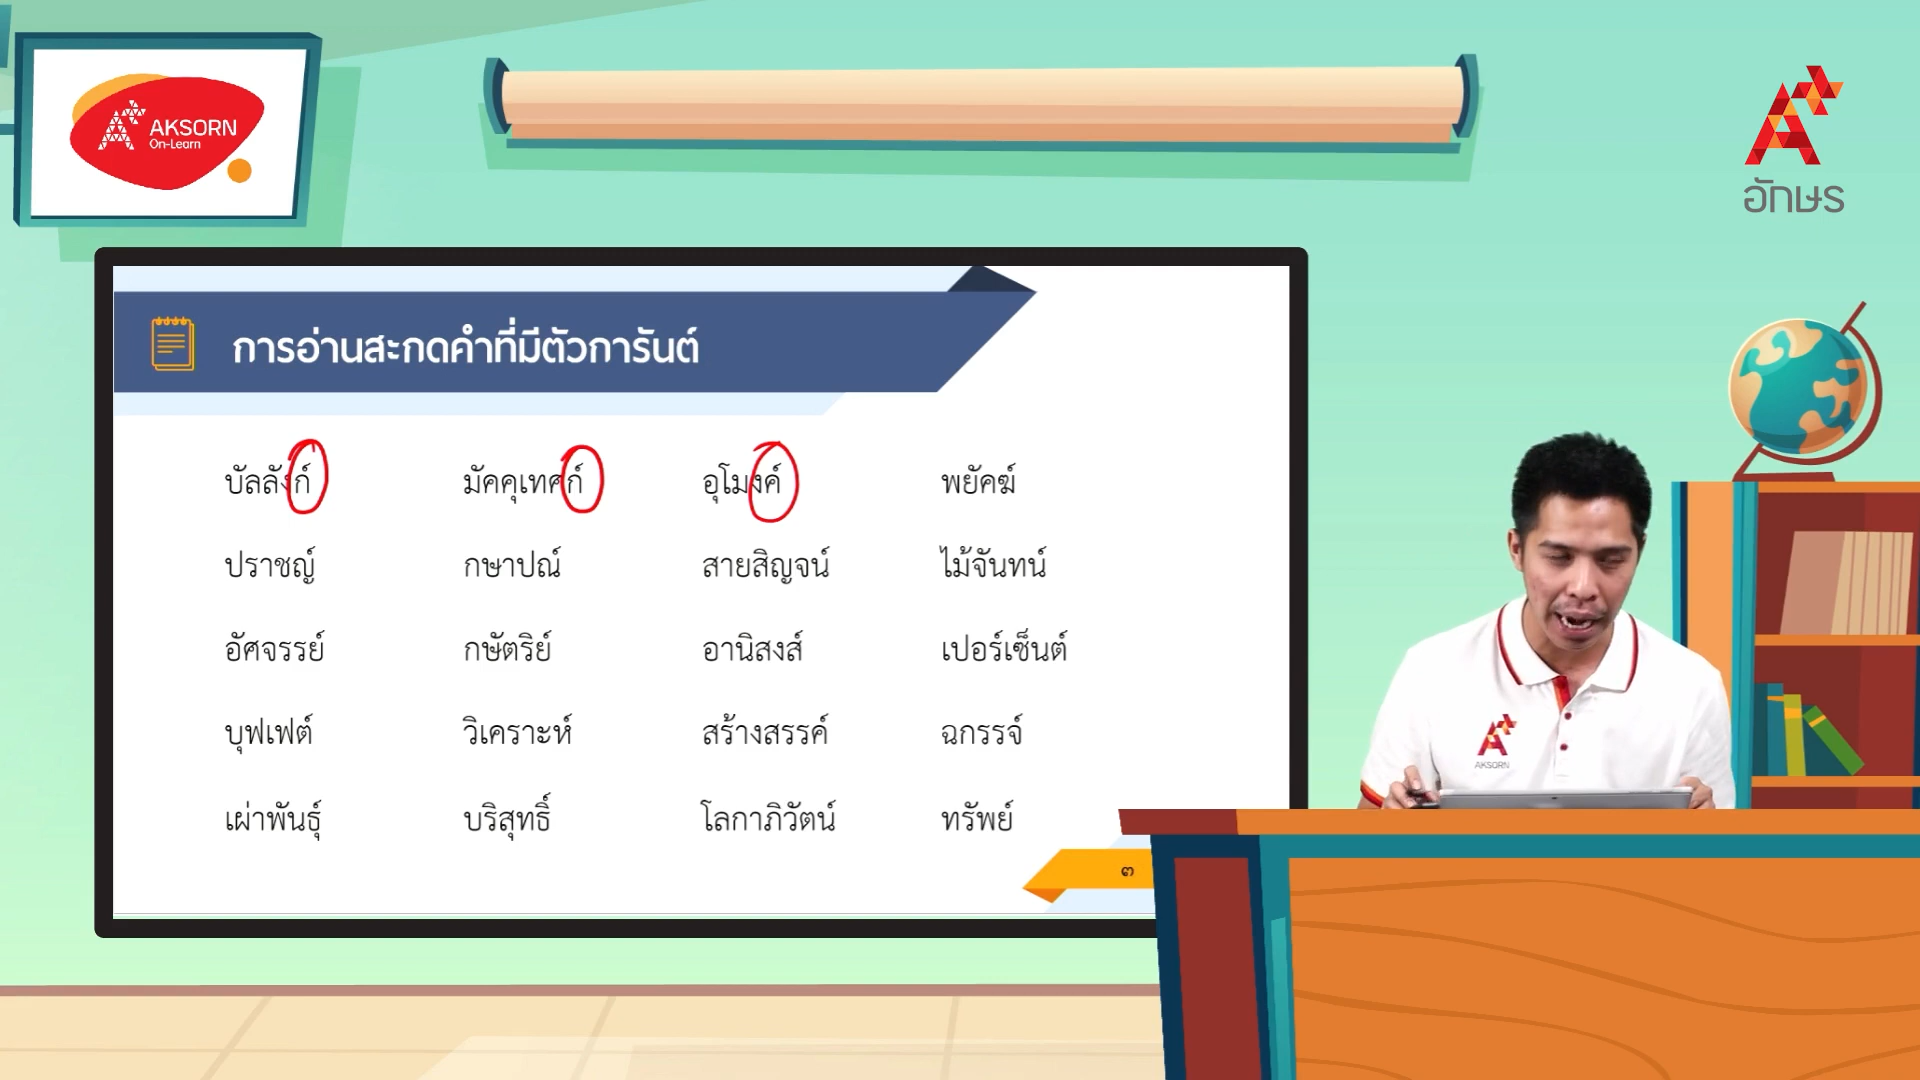 AKSORN
On-Learn
อักษร
การอ่านสะกดคำที่มีตัวการันต์
บัลลังก์ มัคคุเทศก์ อุโมงค์ พยัคฆ์
ปราชญ์ กษาปณ์ สายสิญจน์ ไม้จันทน์
อัศจรรย์ กษัตริย์ อานิสงส์ เปอร์เซ็นต์
บุฟเฟต์ วิเคราะห์ สร้างสรรค์ ฉกรรจ์
เผ่าพันธุ์ บริสุทธิ์ โลกาภิวัตน์ ทรัพย์
๓
AKSORN